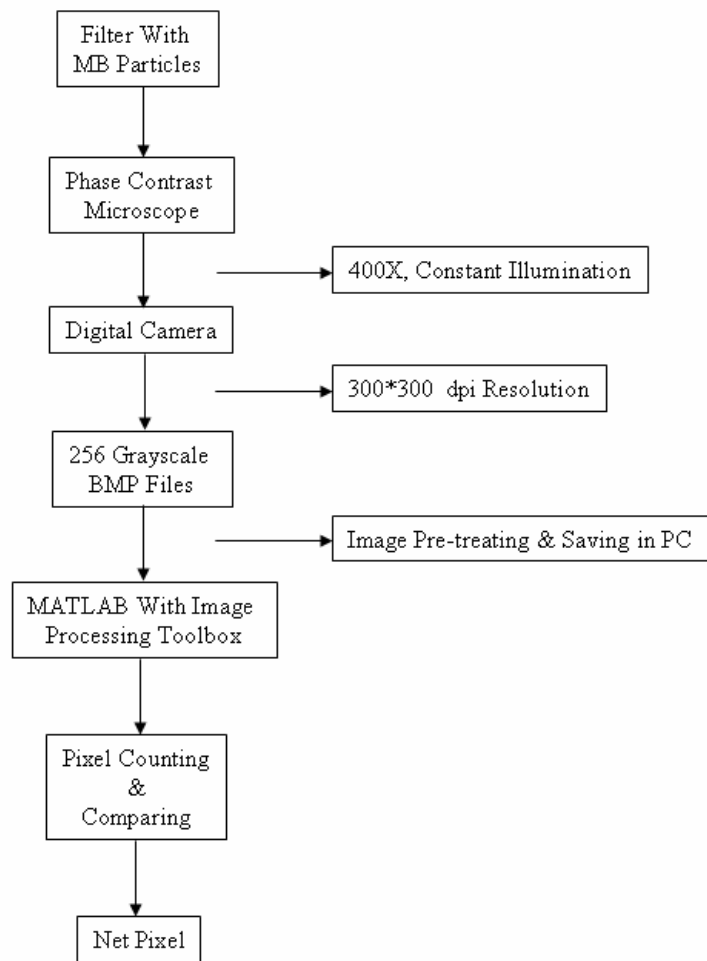 Filter With
MB Particles
Phase Contrast
Microscope
400X, Constant Illumination
Digital Camera
300*300 dpi Resolution
256 Grayscale
BMP Files
Image Pre-treating & Saving in PC
MATLAB With Image
Processing Toolbox
Pixel Counting
&
Comparing
Net Pixel